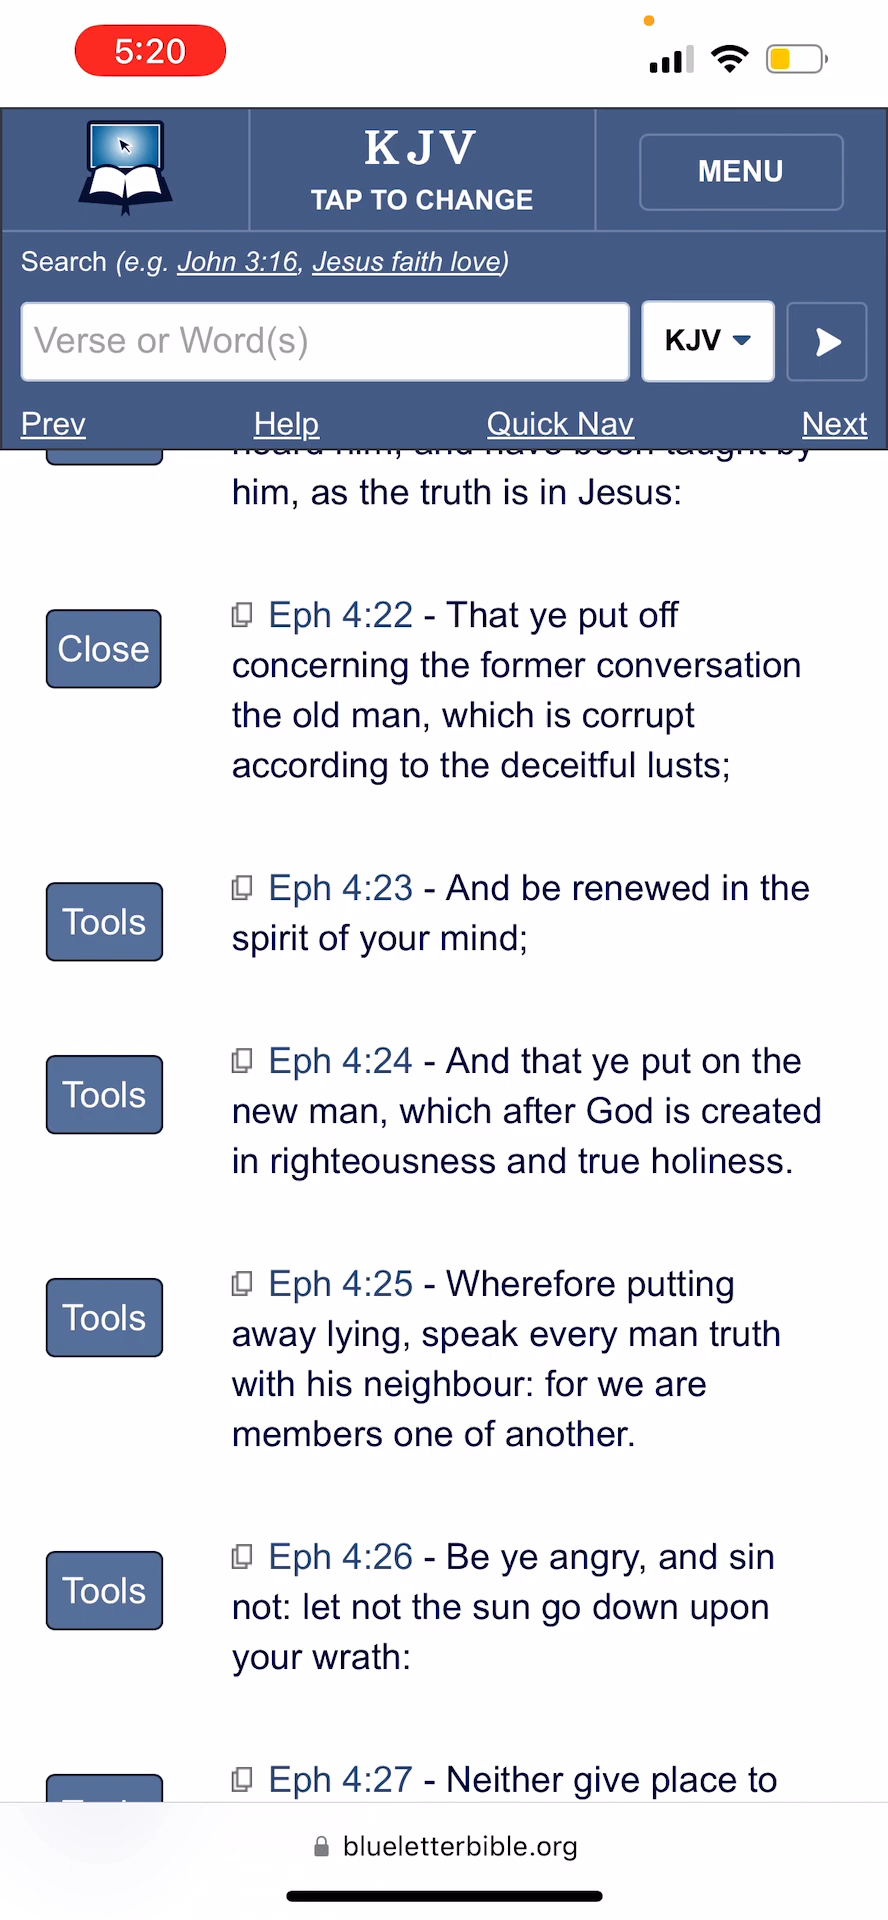 5:20
KJV
TAP TO CHANGE
MENU
Search (e.g. John 3:16, Jesus faith love)
Verse or Word(s)
KJV
Prev
Help
Quick Nav
Next
heard him, and have been taught by
him, as the truth is in Jesus:
Close
Eph 4:22 - That ye put off
concerning the former conversation
the old man, which is corrupt
according to the deceitful lusts;
Tools
Eph 4:23 - And be renewed in the
spirit of your mind;
Tools
Eph 4:24 - And that ye put on the
new man, which after God is created
in righteousness and true holiness.
Tools
Eph 4:25 - Wherefore putting
away lying, speak every man truth
with his neighbour: for we are
members one of another.
Tools
Eph 4:26 - Be ye angry, and sin
not: let not the sun go down upon
your wrath:
Eph 4:27 - Neither give place to
blueletterbible.org